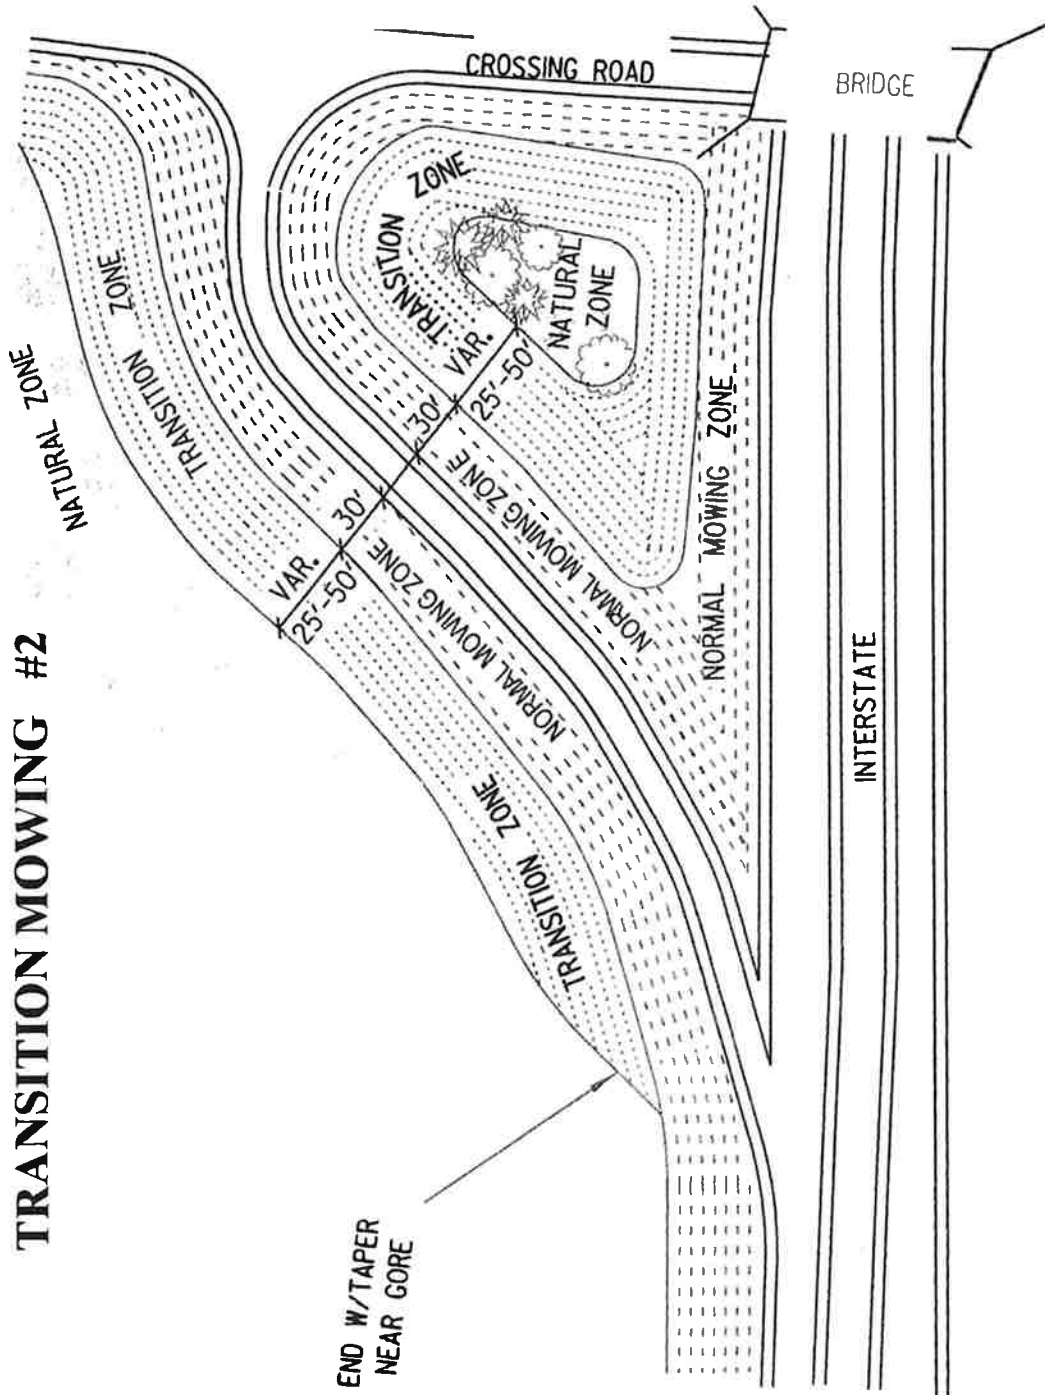 TRANSITION MOWING #2
NATURAL ZONE
TRANSITION ZONE
VAR.
25'-50'
30'
NORMAL MOWING ZONE
TRANSITION ZONE
END W/TAPER
NEAR GORE
CROSSING ROAD
BRIDGE
TRANSITION ZONE
NATURAL
ZONE
VAR.
25'-50'
30'
NORMAL MOWING ZONE
NORMAL MOWING ZONE
INTERSTATE